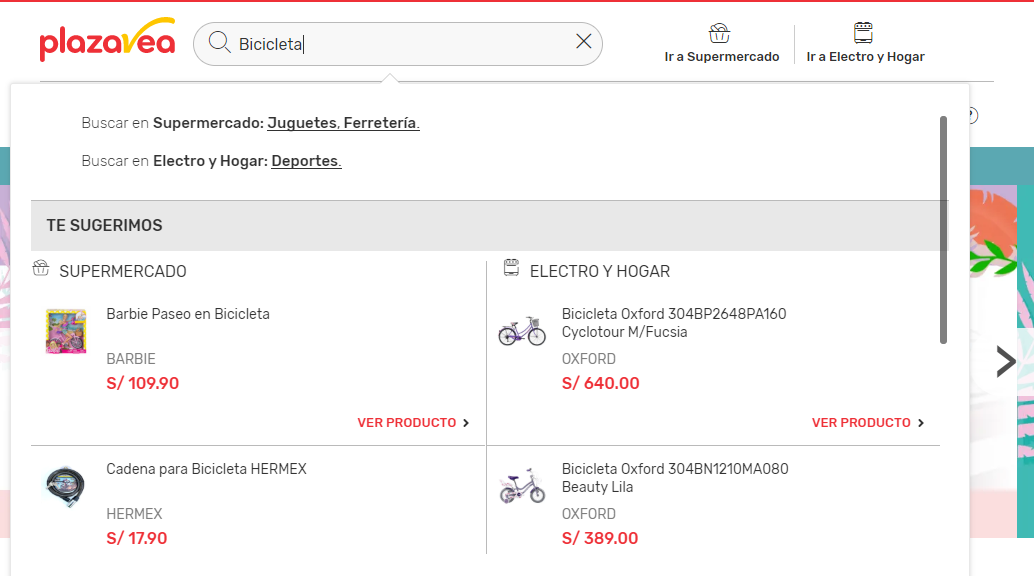 plazavea
Bicicleta
Ir a Supermercado
Ir a Electro y Hogar
Buscar en Supermercado: Juguetes, Ferretería.
?
Buscar en Electro y Hogar: Deportes.
TE SUGERIMOS
SUPERMERCADO
Barbie Paseo en Bicicleta
BARBIE
S/ 109.90
VER PRODUCTO
Cadena para Bicicleta HERMEX
HERMEX
S/ 17.90
ELECTRO Y HOGAR
Bicicleta Oxford 304BP2648PA160
Cyclotour M/Fucsia
OXFORD
S/ 640.00
VER PRODUCTO
Bicicleta Oxford 304BN1210MA080
Beauty Lila
OXFORD
S/ 389.00